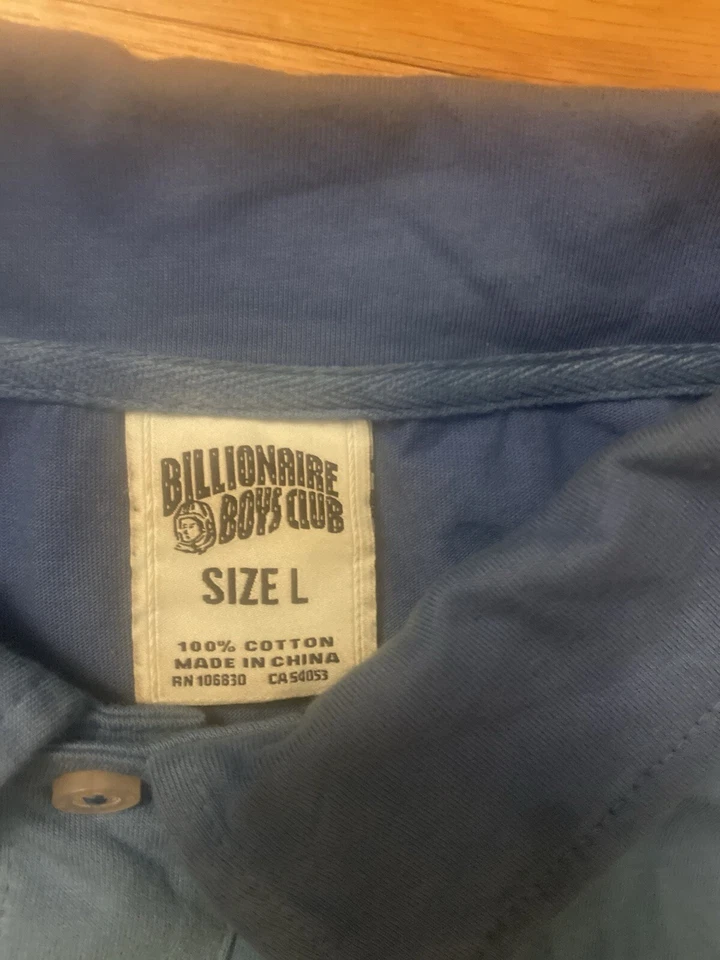 BILLIONAIRE
BOYS CLUB
SIZE L
100% COTTON
MADE IN CHINA
RN 106830 CA 54053